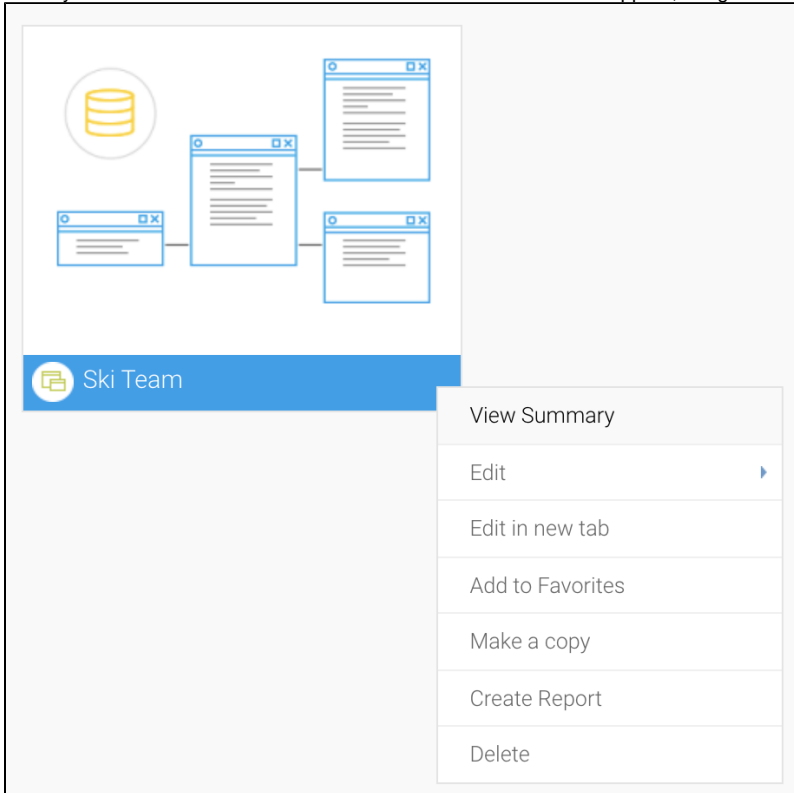 Ski Team
View Summary
Edit
Edit in new tab
Add to Favorites
Make a copy
Create Report
Delete